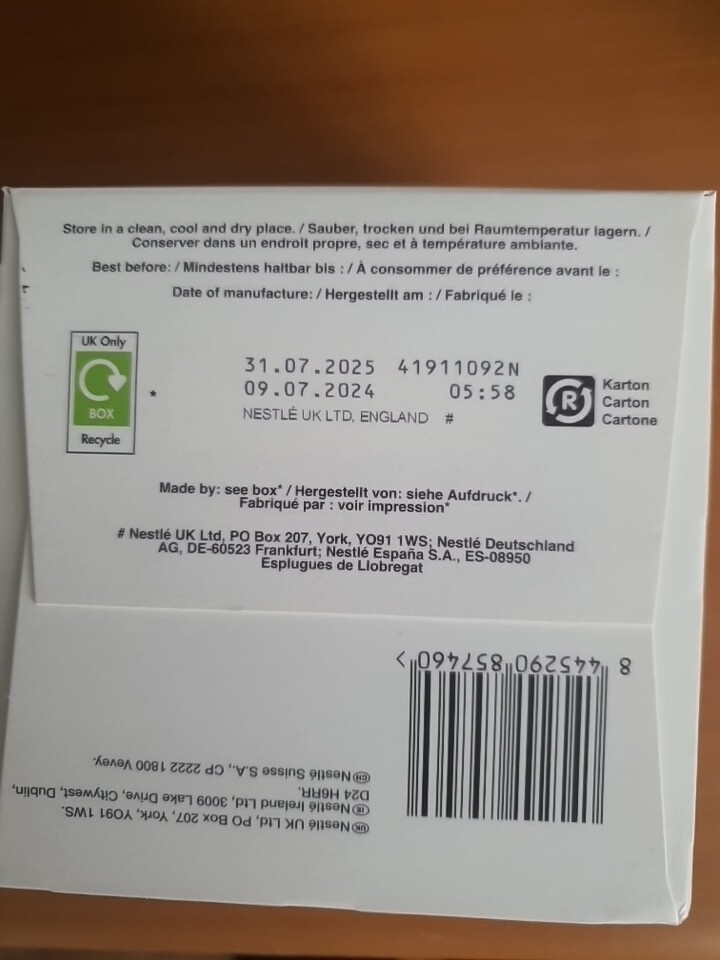 Store in a clean, cool and dry place. / Sauber, trocken und bei Raumtemperatur lagern. /
Conserver dans un endroit propre, sec et à température ambiante.
Best before: / Mindestens haltbar bis : / À consommer de préférence avant le :
Date of manufacture: / Hergestellt am : / Fabriqué le :
UK Only
BOX
Recycle
*
31.07.2025 41911092N
09.07.2024 05:58
NESTLÉ UK LTD, ENGLAND #
R
Karton
Carton
Cartone
Made by: see box* / Hergestellt von: siehe Aufdruck*. /
Fabriqué par : voir impression*
# Nestlé UK Ltd, PO Box 207, York, YO91 1WS; Nestlé Deutschland
AG, DE-60523 Frankfurt; Nestlé España S.A., ES-08950
Esplugues de Llobregat
8 445290 857460 >
UK Nestlé UK Ltd, PO Box 207, York, YO91 1WS.
IE Nestlé Ireland Ltd, 3009 Lake Drive, Citywest, Dublin,
D24 H6RR.
CH Nestlé Suisse S.A., CP 2222 1800 Vevey.